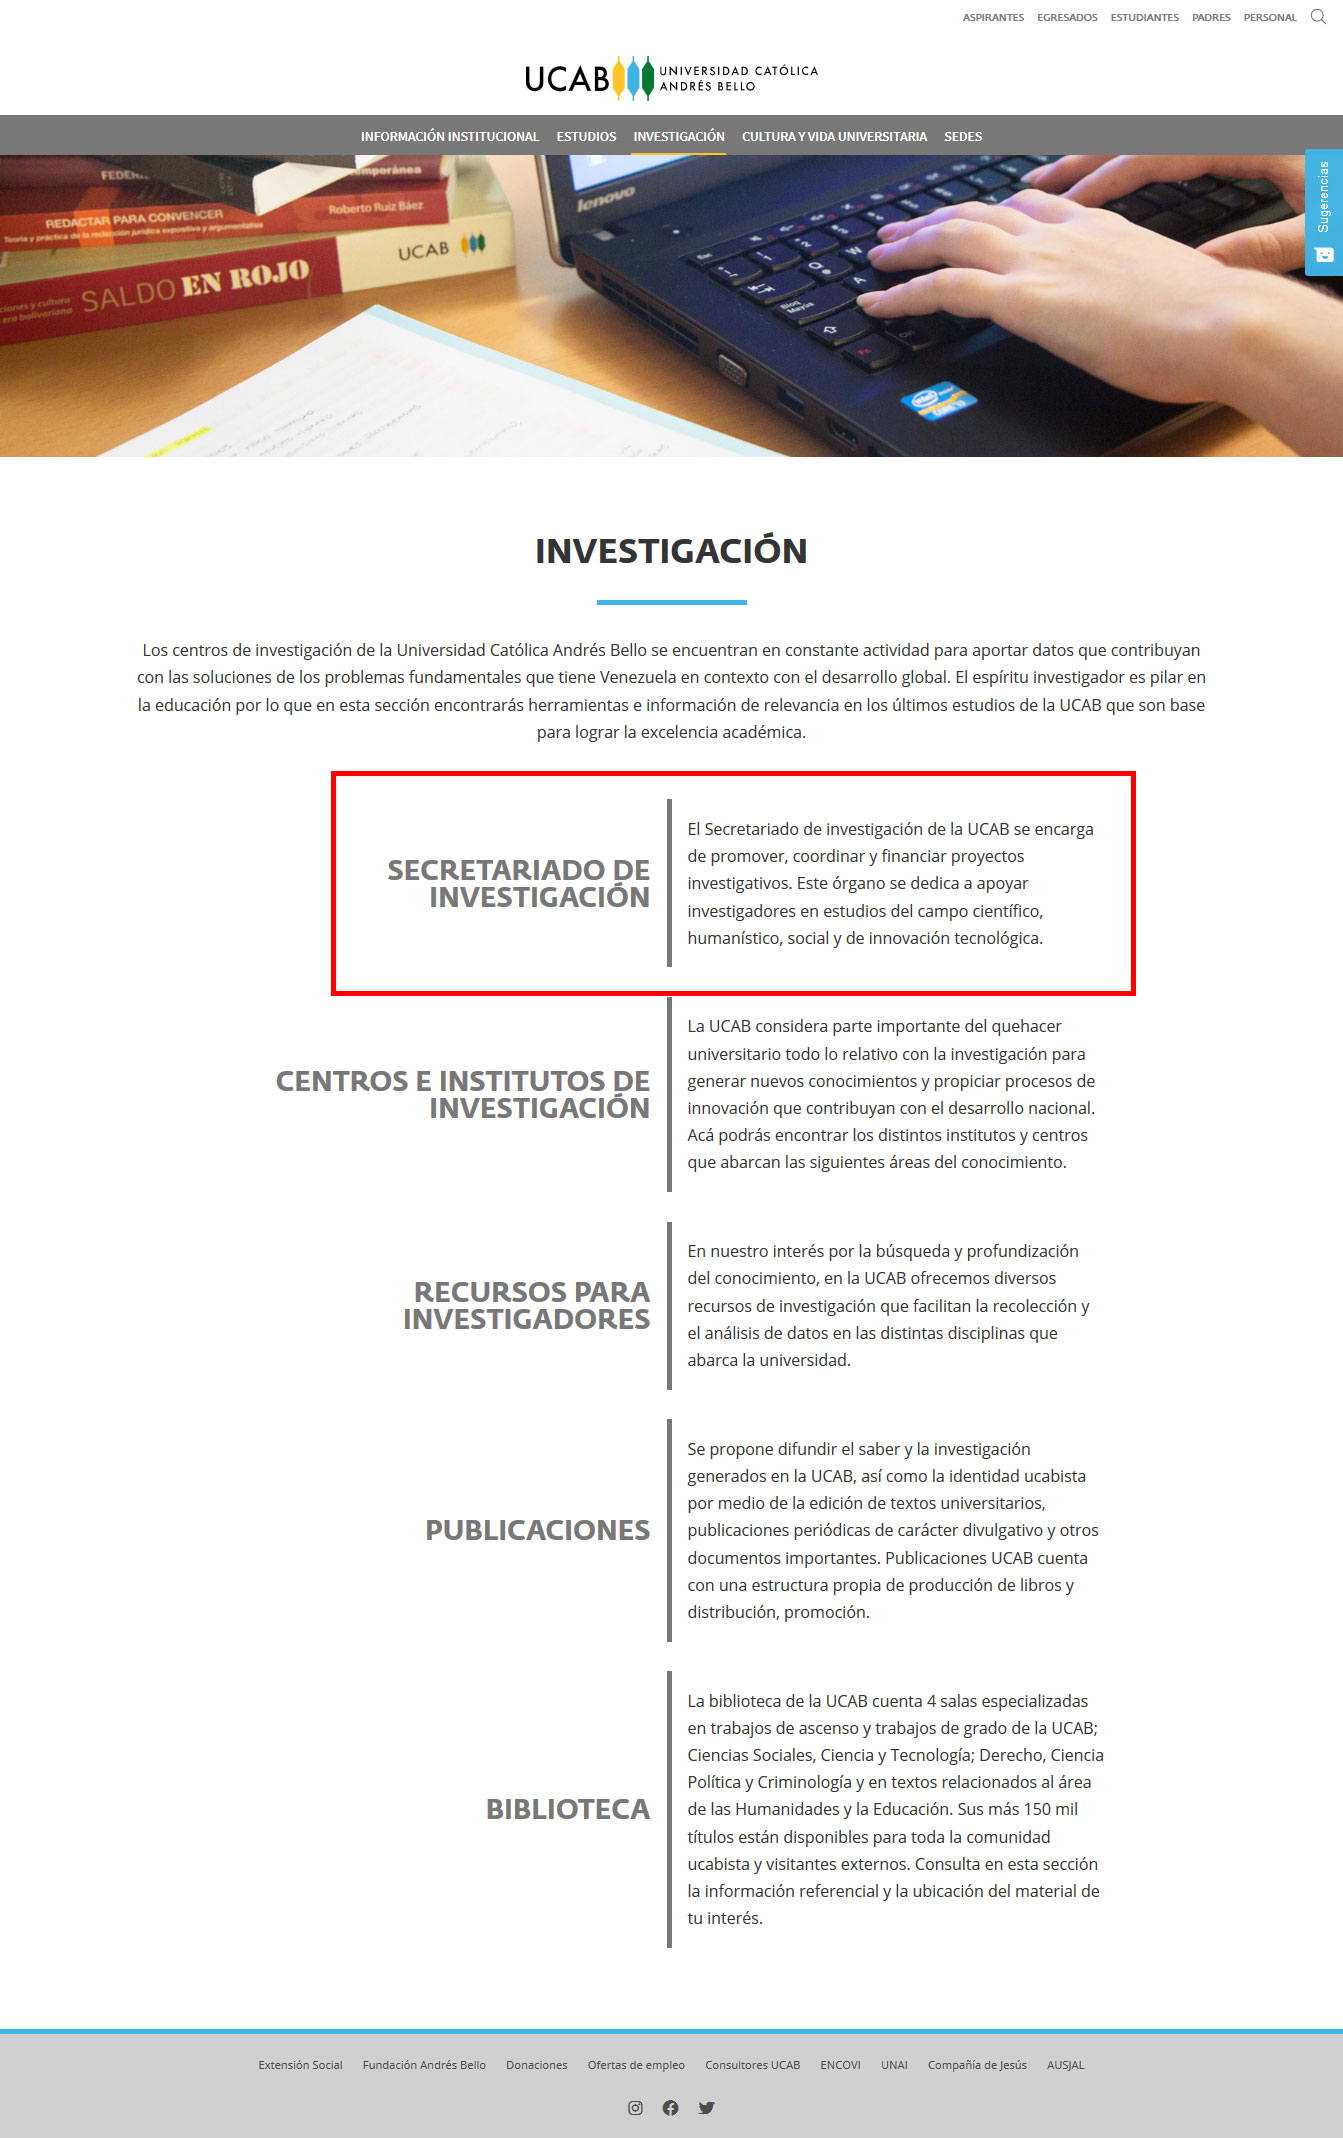 ASPIRANTES EGRESADOS ESTUDIANTES PADRES PERSONAL
UCAB UNIVERSIDAD CATÓLICA
ANDRÉS BELLO
INFORMACIÓN INSTITUCIONAL ESTUDIOS INVESTIGACIÓN CULTURA Y VIDA UNIVERSITARIA SEDES
Sugerencias
contemporánea
REDACTAR PARA CONVENCER
Roberto Ruiz Báez
Teoría y práctica de la redacción jurídica expositiva y argumentativa
SALDO EN ROJO
UCAB
era bolivariana
lenovo
Bloq Mayús
Fn
Ctrl
intel
CORE i3
INVESTIGACIÓN
Los centros de investigación de la Universidad Católica Andrés Bello se encuentran en constante actividad para aportar datos que contribuyan
con las soluciones de los problemas fundamentales que tiene Venezuela en contexto con el desarrollo global. El espíritu investigador es pilar en
la educación por lo que en esta sección encontrarás herramientas e información de relevancia en los últimos estudios de la UCAB que son base
para lograr la excelencia académica.
SECRETARIADO DE
INVESTIGACIÓN
El Secretariado de investigación de la UCAB se encarga
de promover, coordinar y financiar proyectos
investigativos. Este órgano se dedica a apoyar
investigadores en estudios del campo científico,
humanístico, social y de innovación tecnológica.
CENTROS E INSTITUTOS DE
INVESTIGACIÓN
La UCAB considera parte importante del quehacer
universitario todo lo relativo con la investigación para
generar nuevos conocimientos y propiciar procesos de
innovación que contribuyan con el desarrollo nacional.
Acá podrás encontrar los distintos institutos y centros
que abarcan las siguientes áreas del conocimiento.
RECURSOS PARA
INVESTIGADORES
En nuestro interés por la búsqueda y profundización
del conocimiento, en la UCAB ofrecemos diversos
recursos de investigación que facilitan la recolección y
el análisis de datos en las distintas disciplinas que
abarca la universidad.
PUBLICACIONES
Se propone difundir el saber y la investigación
generados en la UCAB, así como la identidad ucabista
por medio de la edición de textos universitarios,
publicaciones periódicas de carácter divulgativo y otros
documentos importantes. Publicaciones UCAB cuenta
con una estructura propia de producción de libros y
distribución, promoción.
BIBLIOTECA
La biblioteca de la UCAB cuenta 4 salas especializadas
en trabajos de ascenso y trabajos de grado de la UCAB;
Ciencias Sociales, Ciencia y Tecnología; Derecho, Ciencia
Política y Criminología y en textos relacionados al área
de las Humanidades y la Educación. Sus más 150 mil
títulos están disponibles para toda la comunidad
ucabista y visitantes externos. Consulta en esta sección
la información referencial y la ubicación del material de
tu interés.
Extensión Social Fundación Andrés Bello Donaciones Ofertas de empleo Consultores UCAB ENCOVI UNAI Compañía de Jesús AUSJAL